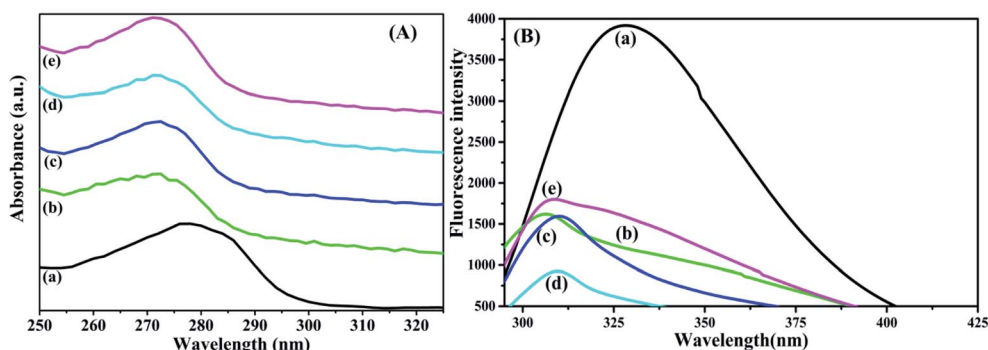 (A)
(e)
(d)
(c)
(b)
(a)
Absorbance (a.u.)
250 260 270 280 290 300 310 320
Wavelength (nm)
(B)
(a)
(e)
(c)
(b)
(d)
Fluorescence intensity
4000
3500
3000
2500
2000
1500
1000
500
295 325 350 375 400 425
Wavelength(nm)